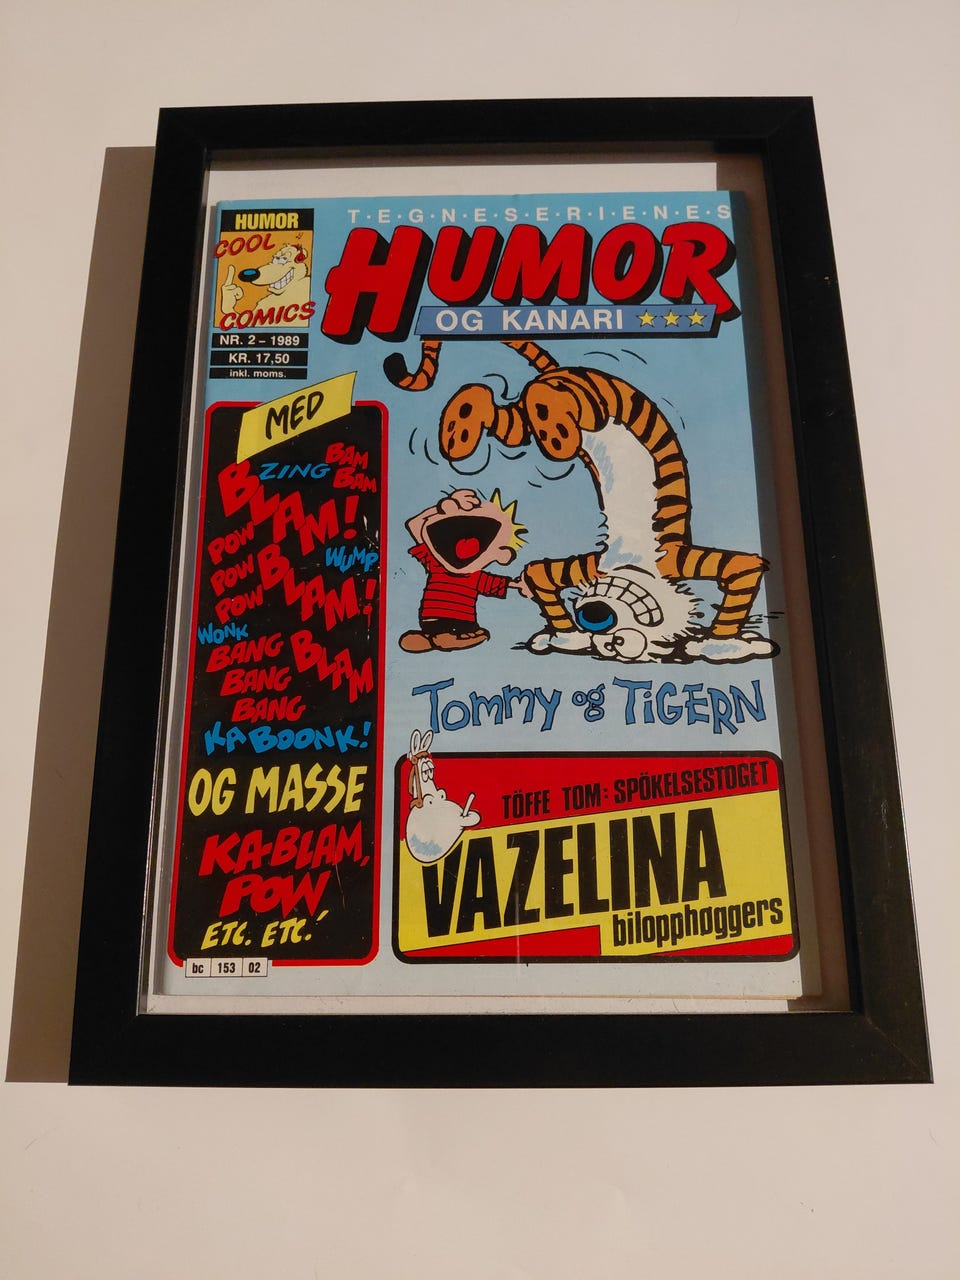 HUMOR
COOL
COMICS
NR. 2 - 1989
KR. 17,50
inkl. moms.
T·E·G·N·E·S·E·R·I·E·N·E·S
HUMOR
OG KANARI
MED
ZING BAM
BAM
BLAM!
POW
WUMP
POW BLAM!
POW
WONK
BANG BLAM
BANG
BANG
KABOONK!
OG MASSE
KA-BLAM,
POW
ETC. ETC.!
bc 153 02
Tommy og TIGERN
TÖFFE TOM: SPÖKELSESTOGET
VAZELINA
bilopphøggers